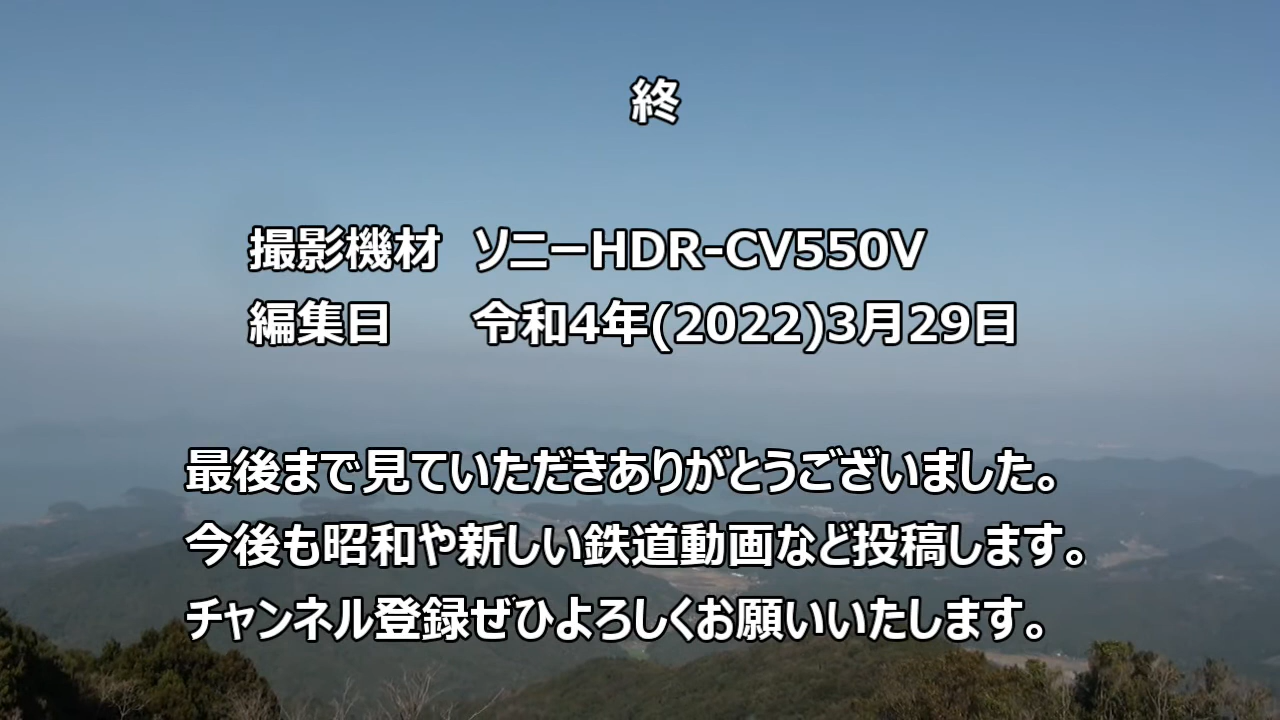 終
撮影機材 ソニーHDR-CV550V
編集日 令和4年(2022)3月29日
最後まで見ていただきありがとうございました。
今後も昭和や新しい鉄道動画など投稿します。
チャンネル登録ぜひよろしくお願いいたします。